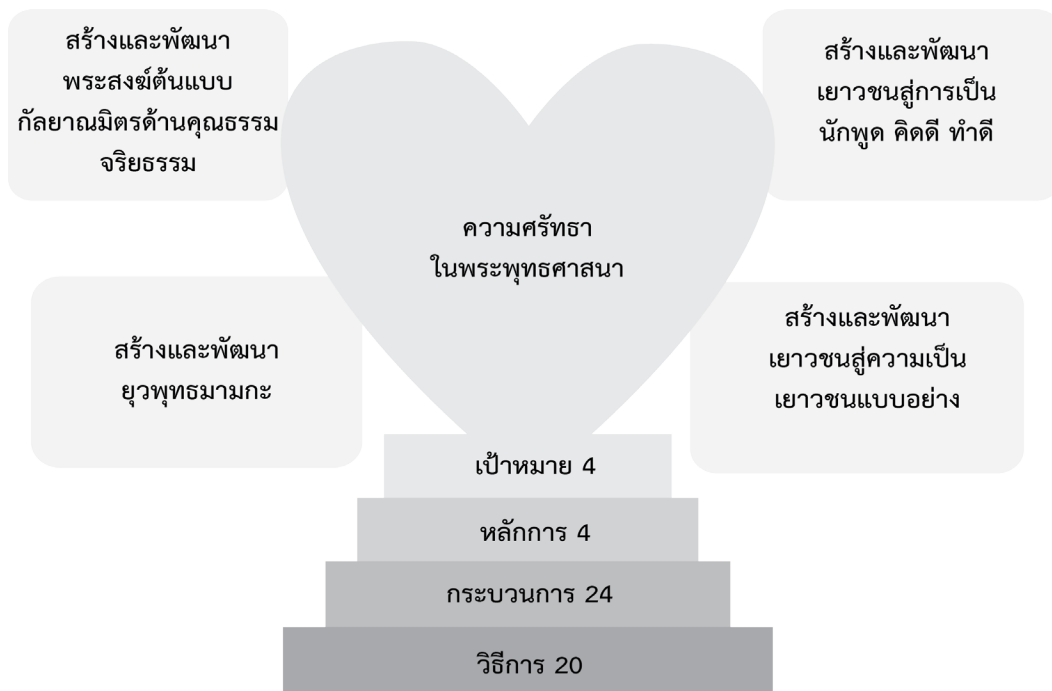 สร้างและพัฒนา
พระสงฆ์ต้นแบบ
กัลยาณมิตรด้านคุณธรรม
จริยธรรม
สร้างและพัฒนา
เยาวชนสู่การเป็น
นักพูด คิดดี ทำดี
ความศรัทธา
ในพระพุทธศาสนา
สร้างและพัฒนา
ยุวพุทธมามกะ
สร้างและพัฒนา
เยาวชนสู่ความเป็น
เยาวชนแบบอย่าง
เป้าหมาย 4
หลักการ 4
กระบวนการ 24
วิธีการ 20